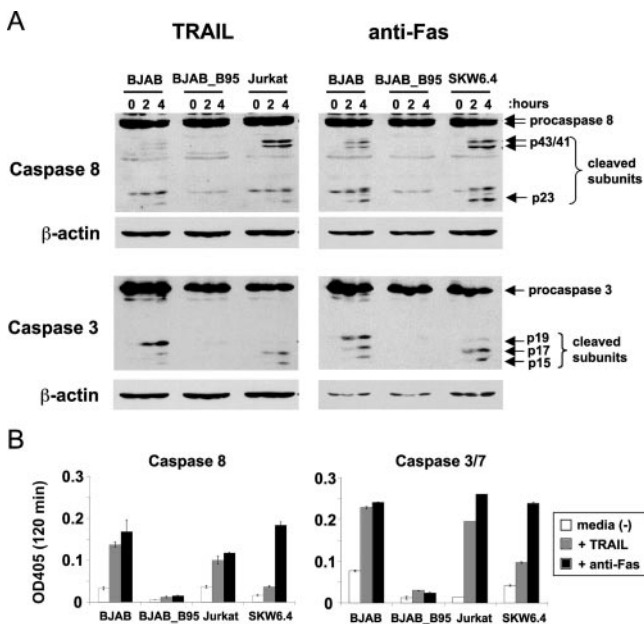 A
TRAIL anti-Fas
BJAB BJAB_B95 Jurkat BJAB BJAB_B95 SKW6.4
0 2 4 0 2 4 0 2 4 0 2 4 0 2 4 0 2 4 :hours
procaspase 8
p43/41
Caspase 8
cleaved
subunits
p23
β-actin
procaspase 3
Caspase 3
p19
p17
p15
cleaved
subunits
β-actin
B
Caspase 8 Caspase 3/7
OD405 (120 min)
0.3 0.3
0.2 0.2
0.1 0.1
0 0
BJAB BJAB_B95 Jurkat SKW6.4 BJAB BJAB_B95 Jurkat SKW6.4
media (-)
+ TRAIL
+ anti-Fas